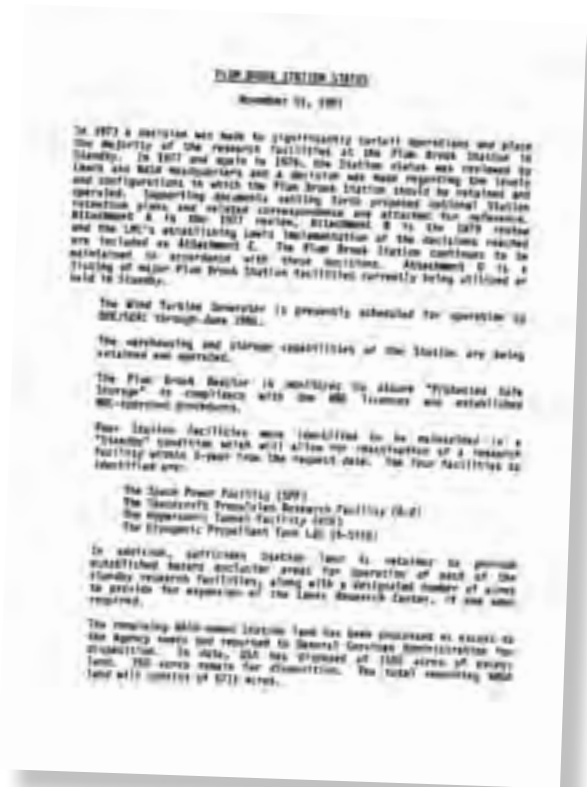 PLUM BROOK STATION STATUS
November 11, 1981
In 1973 a decision was made to significantly curtail operations and place
the majority of the research facilities at the Plum Brook Station in
Standby. In 1977 and again in 1979, the Station status was reviewed by
Lewis and NASA Headquarters and a decision was made regarding the levels
and configurations in which the Plum Brook Station should be retained and
operated. Supporting documents setting forth proposed optional Station
retention plans and related correspondence are attached for reference.
Attachment A is the 1977 review, Attachment B is the 1979 review
and the LMI's establishing Lewis implementation of the decisions reached
are included as Attachment C. The Plum Brook Station continues to be
maintained in accordance with these decisions. Attachment D is a
listing of major Plum Brook Station facilities currently being utilized or
held in Standby.
The Wind Turbine Generator is presently scheduled for operation by
through June
The warehousing and storage capabilities of the Station are being
retained and operated.
The Plum Brook Reactor is monitored to assure "Protected Safe
Storage" in compliance with the NRC licenses and established
NRC-approved procedures.
Four Station facilities were identified to be maintained in a
"Standby" condition which will allow for reactivation of a research
facility within 1-year from the request date. The four facilities so
identified are:
The Space Power Facility (SPF)
The Spacecraft Propulsion Research Facility (B-2)
The Hypersonic Tunnel Facility (HTF)
The Cryogenic Propellant Tank Lab (K-Site)
In addition, sufficient Station land is retained to provide
established hazard exclusion areas for operation of each of the
standby research facilities, along with a designated number of acres
to provide for expansion of the Lewis Research Center, if one were
required.
The remaining NASA-owned Station land has been processed as excess to
the Agency needs and reported to General Services Administration for
disposition. To date, GSA has disposed of acres of excess
land. acres remain for disposition. The total remaining NASA
land will consist of acres.